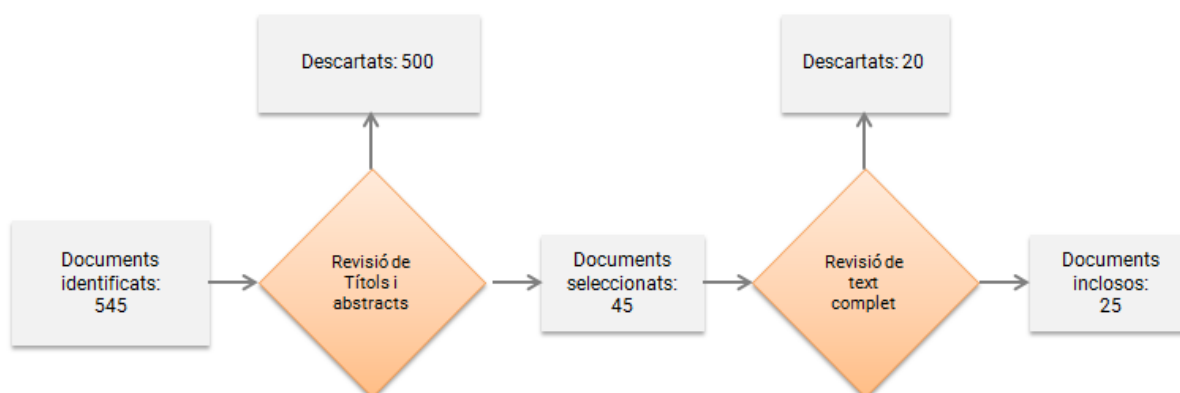 Descartats: 500
Descartats: 20
Documents
identificats:
545
Revisió de
Títols i
abstracts
Documents
seleccionats:
45
Revisió de
text
complet
Documents
inclosos:
25